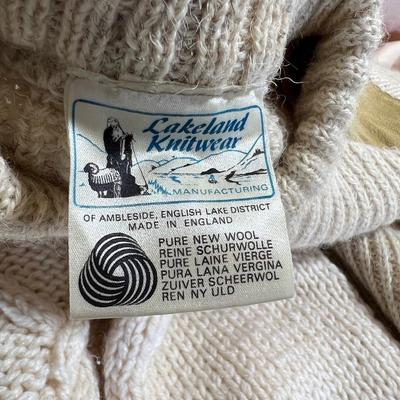 Lakeland
Knitwear
MANUFACTURING
OF AMBLESIDE, ENGLISH LAKE DISTRICT
MADE IN ENGLAND
PURE NEW WOOL
REINE SCHURWOLLE
PURE LAINE VIERGE
PURA LANA VERGINA
ZUIVER SCHEERWOL
REN NY ULD